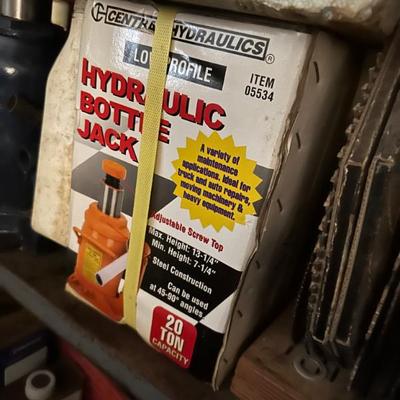 CENTRAL HYDRAULICS®
LOW PROFILE
ITEM
05534
HYDRAULIC
BOTTLE
JACK
A variety of
maintenance
applications. Ideal for
truck and auto repairs,
moving machinery &
heavy equipment.
Adjustable Screw Top
Max. Height: 13-1/4"
Min. Height: 7-1/4"
Steel Construction
Can be used
at 45-90° angles
20
TON
CAPACITY